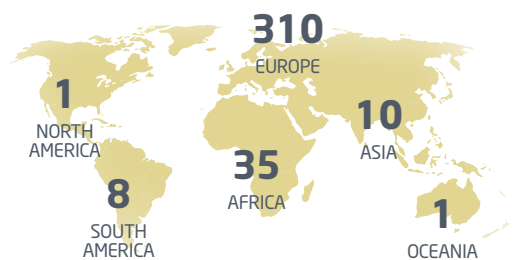 310
EUROPE
1
NORTH
AMERICA
10
ASIA
35
AFRICA
8
SOUTH
AMERICA
1
OCEANIA